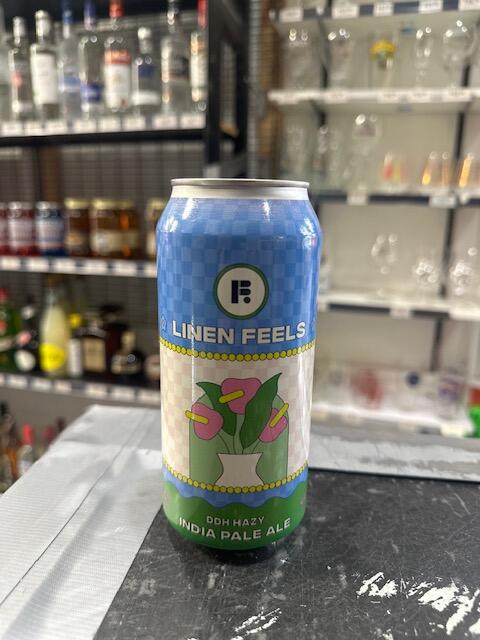 F.
LINEN FEELS
DDH HAZY
INDIA PALE ALE